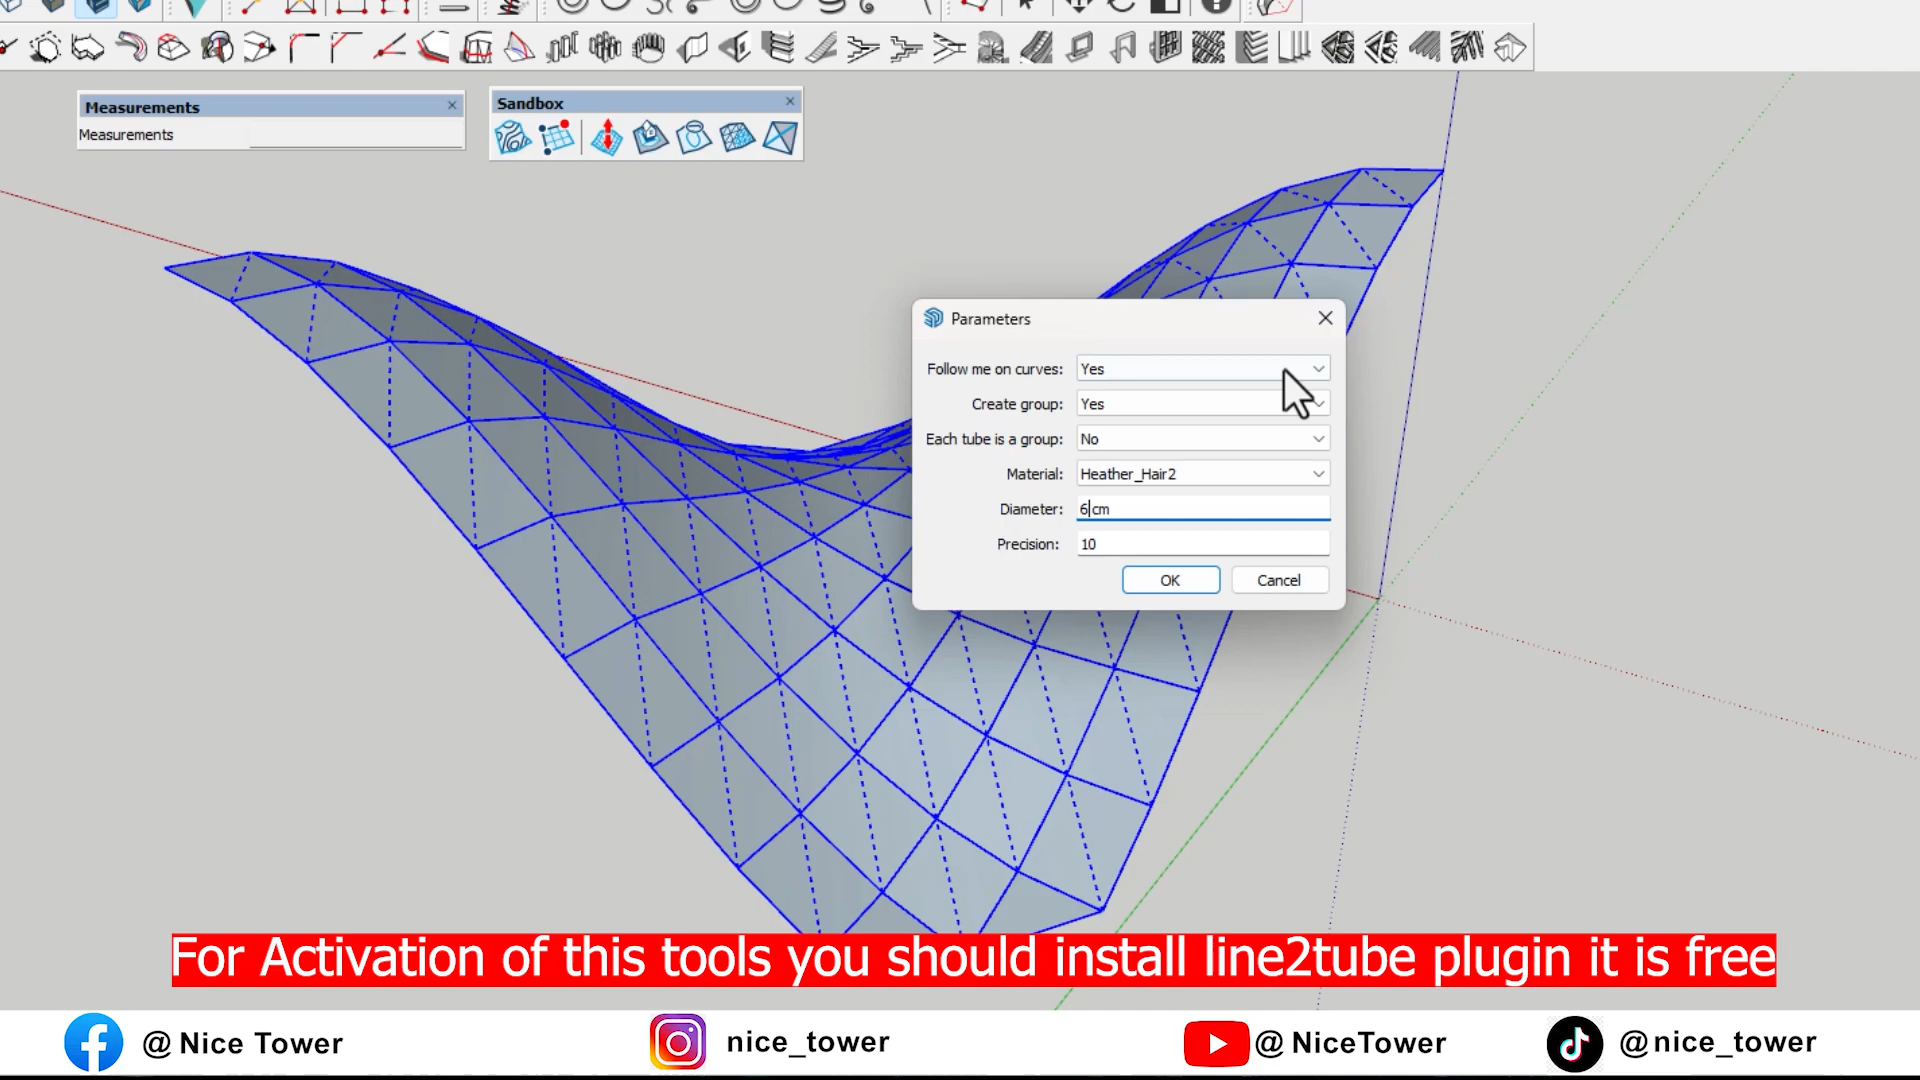 Measurements
Measurements
Sandbox
Parameters
Follow me on curves: Yes
Create group: Yes
Each tube is a group: No
Material: Heather_Hair2
Diameter: 6cm
Precision: 10
OK Cancel
For Activation of this tools you should install line2tube plugin it is free
@ Nice Tower nice_tower @ NiceTower @nice_tower